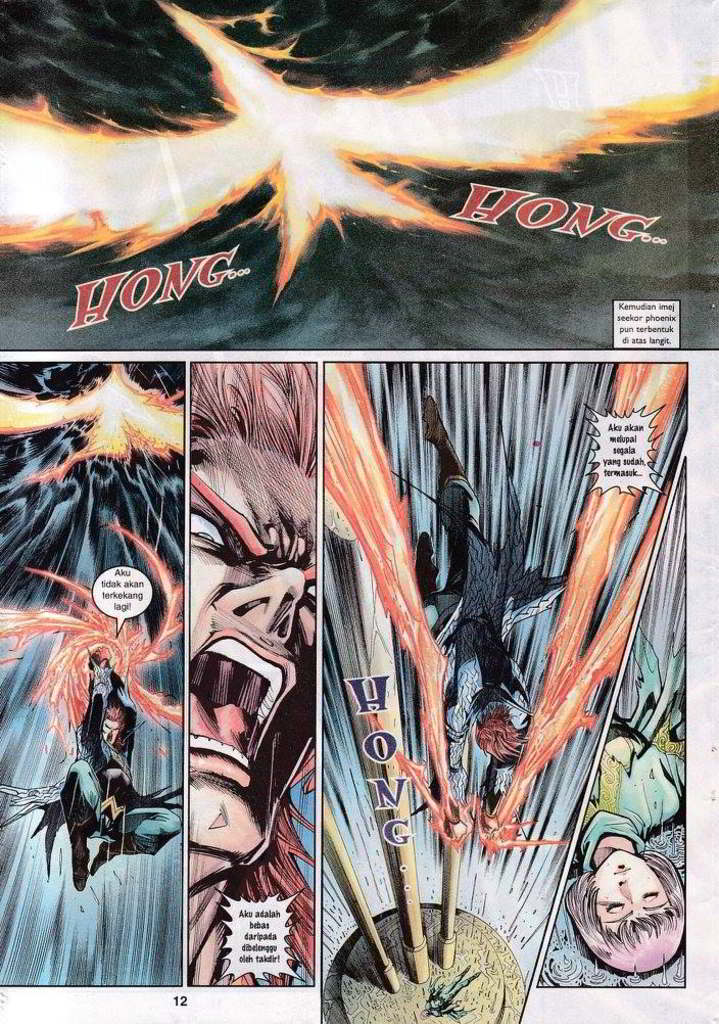 HONG...
HONG...
Kemudian imej
seekor phoenix
pun terbentuk
di atas langit.
Aku
tidak akan
terkekang
lagi!
Aku adalah
bebas
daripada
dibelenggu
oleh takdir!
Aku akan
melupai
segala
yang sudah,
termasuk...
HONG...
12